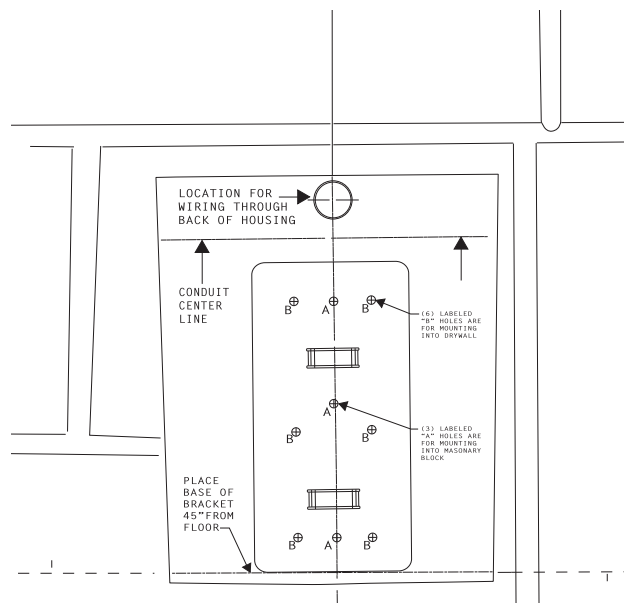 LOCATION FOR
WIRING THROUGH
BACK OF HOUSING
CONDUIT
CENTER
LINE
B
A
B
(6) LABELED
"B" HOLES ARE
FOR MOUNTING
INTO DRYWALL
A
B
B
(3) LABELED
"A" HOLES ARE
FOR MOUNTING
INTO MASONARY
BLOCK
PLACE
BASE OF
BRACKET
45" FROM
FLOOR
B
A
B